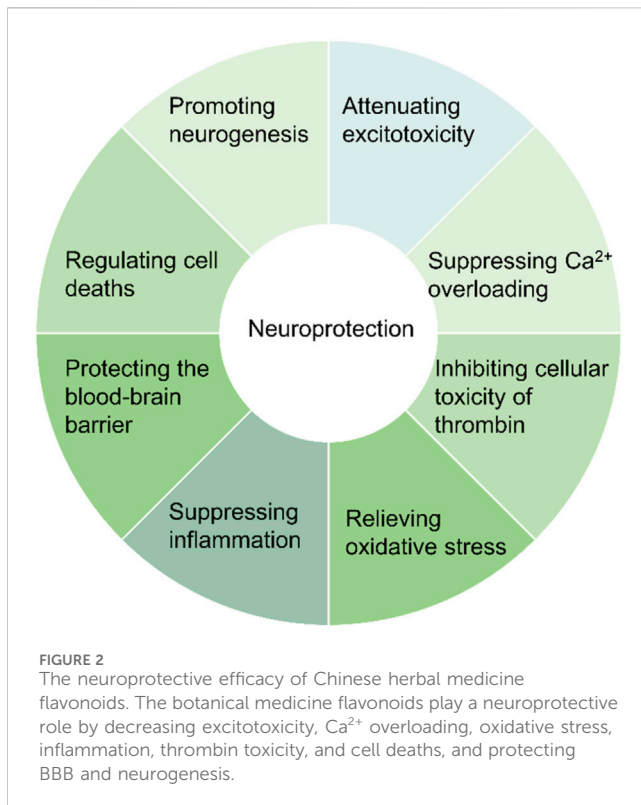 Promoting
neurogenesis
Attenuating
excitotoxicity
Suppressing Ca²⁺
overloading
Inhibiting cellular
toxicity of
thrombin
Relieving
oxidative stress
Suppressing
inflammation
Protecting the
blood-brain
barrier
Regulating cell
deaths
Neuroprotection
FIGURE 2
The neuroprotective efficacy of Chinese herbal medicine
flavonoids. The botanical medicine flavonoids play a neuroprotective
role by decreasing excitotoxicity, Ca²⁺ overloading, oxidative stress,
inflammation, thrombin toxicity, and cell deaths, and protecting
BBB and neurogenesis.